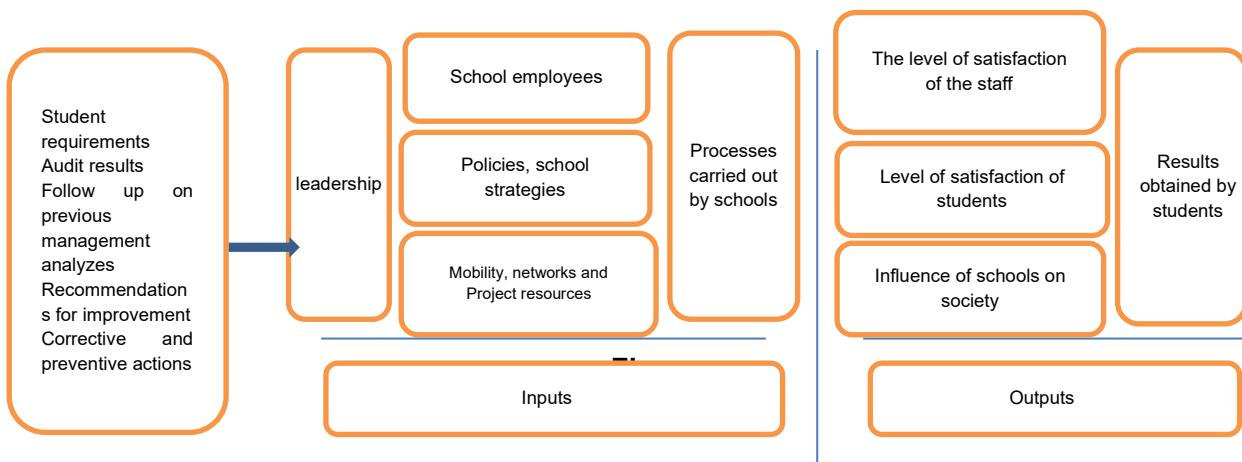 Student
requirements
Audit results
Follow up on
previous
management
analyzes
Recommendation
s for improvement
Corrective and
preventive actions
leadership
School employees
Policies, school
strategies
Mobility, networks and
Project resources
Processes
carried out
by schools
The level of satisfaction
of the staff
Level of satisfaction of
students
Influence of schools on
society
Results
obtained by
students
Inputs
Outputs